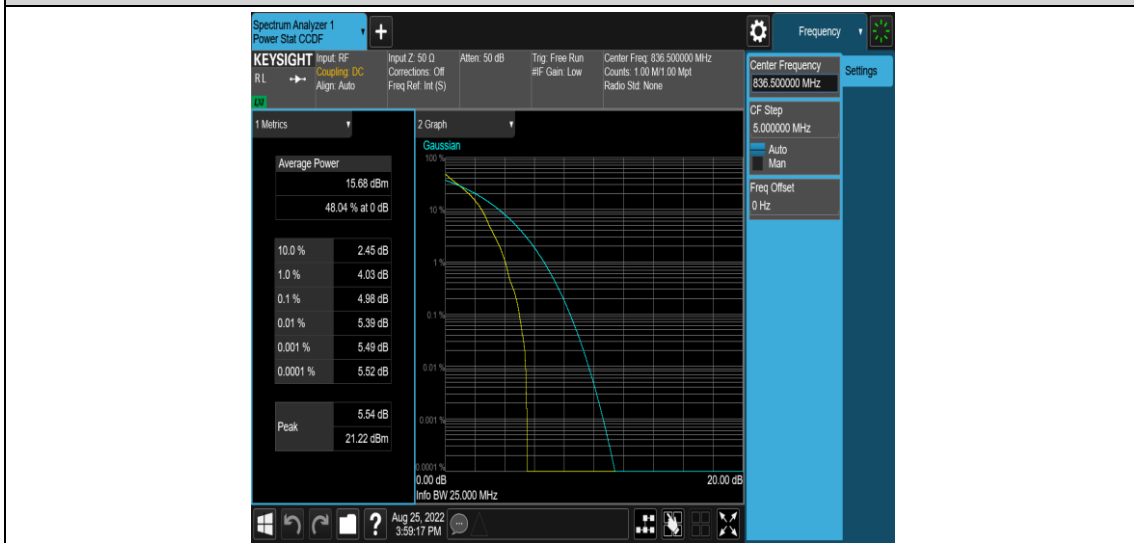 Spectrum Analyzer 1
Power Stat CCDF
Frequency
KEYSIGHT
RL
LXI
Input: RF
Coupling: DC
Align: Auto
Input Z: 50 Ω
Corrections: Off
Freq Ref: Int (S)
Atten: 50 dB
Trig: Free Run
#IF Gain: Low
Center Freq: 836.500000 MHz
Counts: 1.00 M/1.00 Mpt
Radio Std: None
Center Frequency
836.500000 MHz
Settings
CF Step
5.000000 MHz
Auto
Man
Freq Offset
0 Hz
1 Metrics
Average Power
15.68 dBm
48.04 % at 0 dB
10.0 % 2.45 dB
1.0 % 4.03 dB
0.1 % 4.98 dB
0.01 % 5.39 dB
0.001 % 5.49 dB
0.0001 % 5.52 dB
Peak 5.54 dB
21.22 dBm
2 Graph
Gaussian
100 %
10 %
1 %
0.1 %
0.01 %
0.001 %
0.0001 %
0.00 dB 20.00 dB
Info BW 25.000 MHz
?
Aug 25, 2022
3:59:17 PM